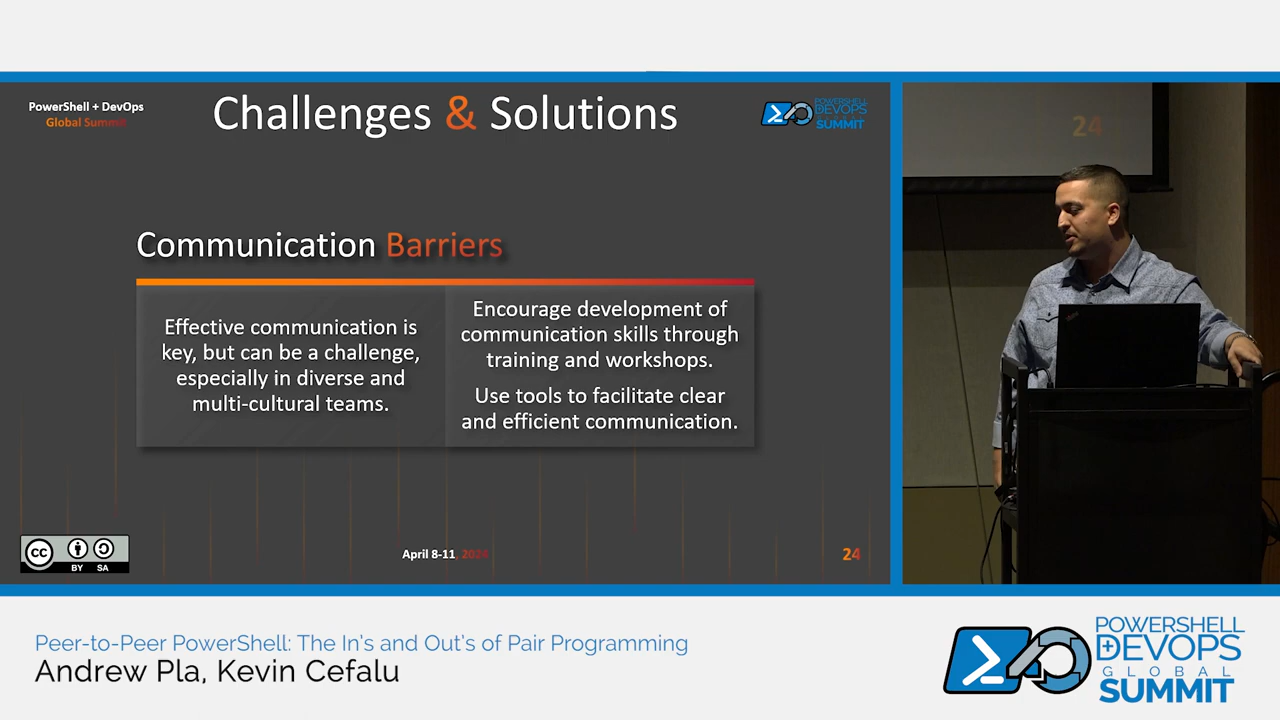 PowerShell + DevOps
Global Summit
Challenges & Solutions
POWERSHELL
DEVOPS
GLOBAL
SUMMIT
Communication Barriers
Effective communication is
key, but can be a challenge,
especially in diverse and
multi-cultural teams.
Encourage development of
communication skills through
training and workshops.
Use tools to facilitate clear
and efficient communication.
cc
BY SA
April 8-11, 2024
24
24
Peer-to-Peer PowerShell: The In's and Out's of Pair Programming
Andrew Pla, Kevin Cefalu
POWERSHELL
DEVOPS
GLOBAL
SUMMIT